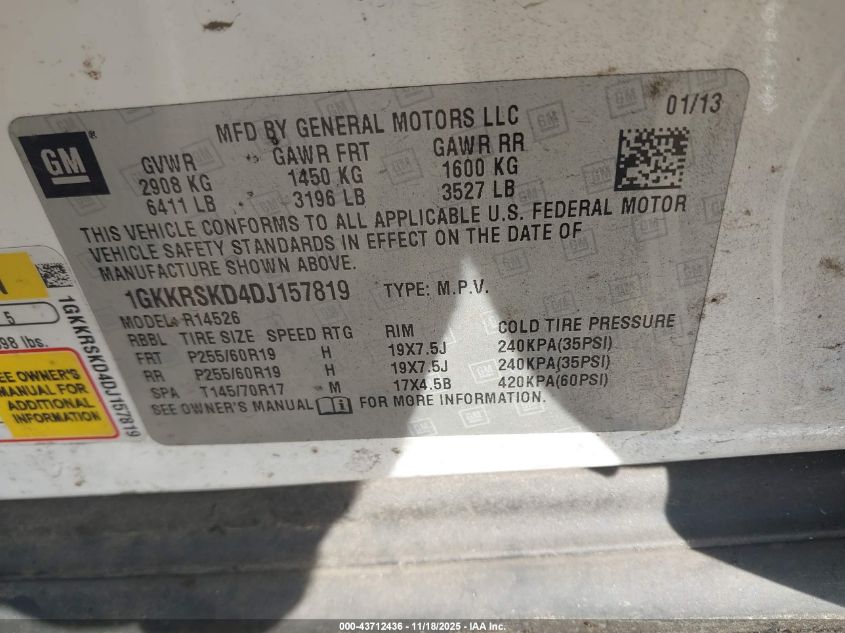 MFD BY GENERAL MOTORS LLC
01/13
GM
GVWR GAWR FRT GAWR RR
2908 KG 1450 KG 1600 KG
6411 LB 3196 LB 3527 LB
THIS VEHICLE CONFORMS TO ALL APPLICABLE U.S. FEDERAL MOTOR
VEHICLE SAFETY STANDARDS IN EFFECT ON THE DATE OF
MANUFACTURE SHOWN ABOVE.
1GKKRSKD4DJ157819 TYPE: M.P.V.
MODEL: R14526
RBBL TIRE SIZE SPEED RTG RIM COLD TIRE PRESSURE
FRT P255/60R19 H 19X7.5J 240KPA(35PSI)
RR P255/60R19 H 19X7.5J 240KPA(35PSI)
SPA T145/70R17 M 17X4.5B 420KPA(60PSI)
SEE OWNER'S MANUAL FOR MORE INFORMATION.
N
5
98 lbs.
EE OWNER'S
MANUAL FOR
ADDITIONAL
INFORMATION
1GKKRSKD4DJ157819
000-43712436 - 11/18/2025 - IAA Inc.